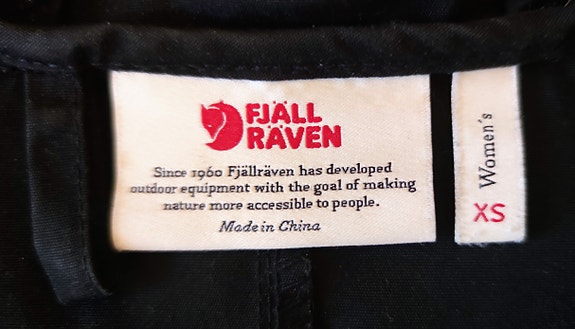 FJÄLL
RÄVEN
Since 1960 Fjällräven has developed
outdoor equipment with the goal of making
nature more accessible to people.
Made in China
Women's
XS